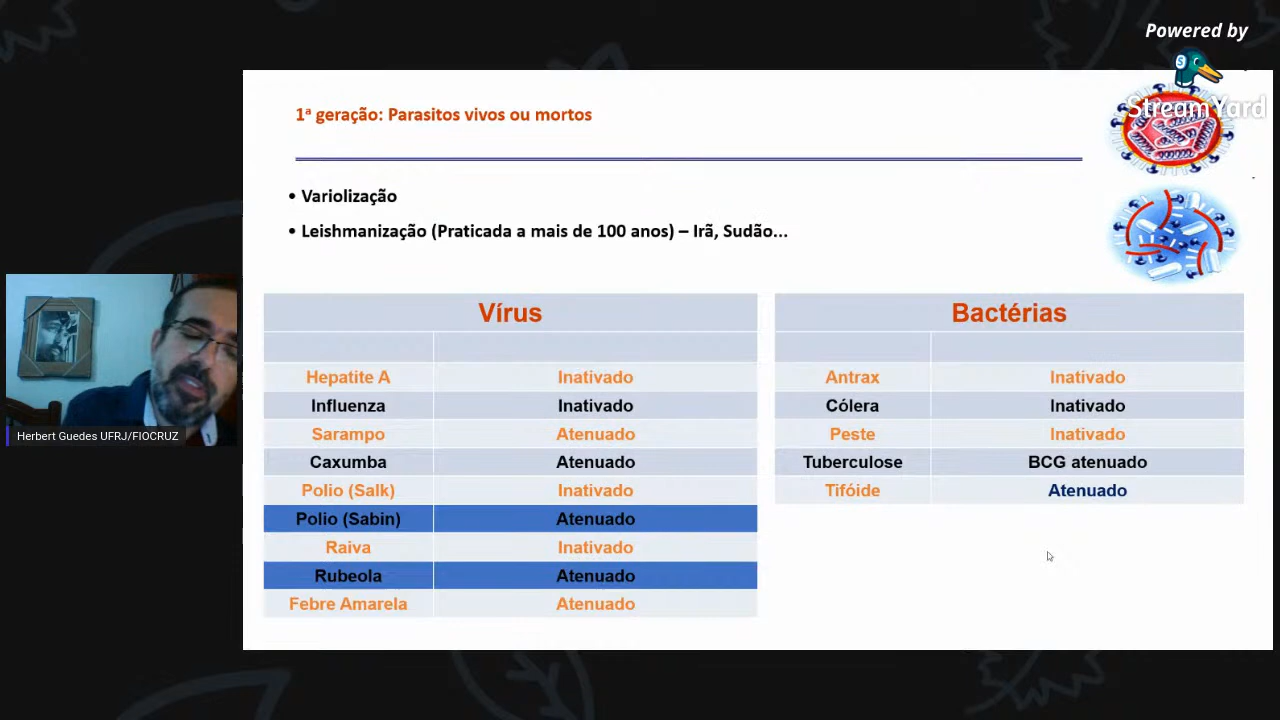 Powered by
StreamYard
1ª geração: Parasitos vivos ou mortos
• Variolização
• Leishmanização (Praticada a mais de 100 anos) – Irã, Sudão...
Vírus
Hepatite A Inativado
Influenza Inativado
Sarampo Atenuado
Caxumba Atenuado
Polio (Salk) Inativado
Polio (Sabin) Atenuado
Raiva Inativado
Rubeola Atenuado
Febre Amarela Atenuado
Bactérias
Antrax Inativado
Cólera Inativado
Peste Inativado
Tuberculose BCG atenuado
Tifóide Atenuado
Herbert Guedes UFRJ/FIOCRUZ